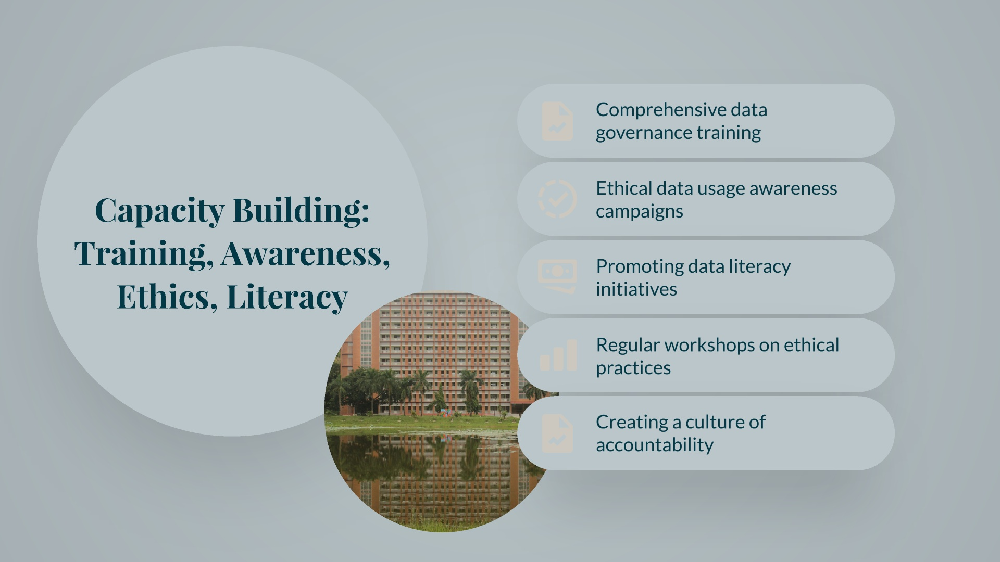 Capacity Building:
Training, Awareness,
Ethics, Literacy
Comprehensive data
governance training
Ethical data usage awareness
campaigns
Promoting data literacy
initiatives
Regular workshops on ethical
practices
Creating a culture of
accountability